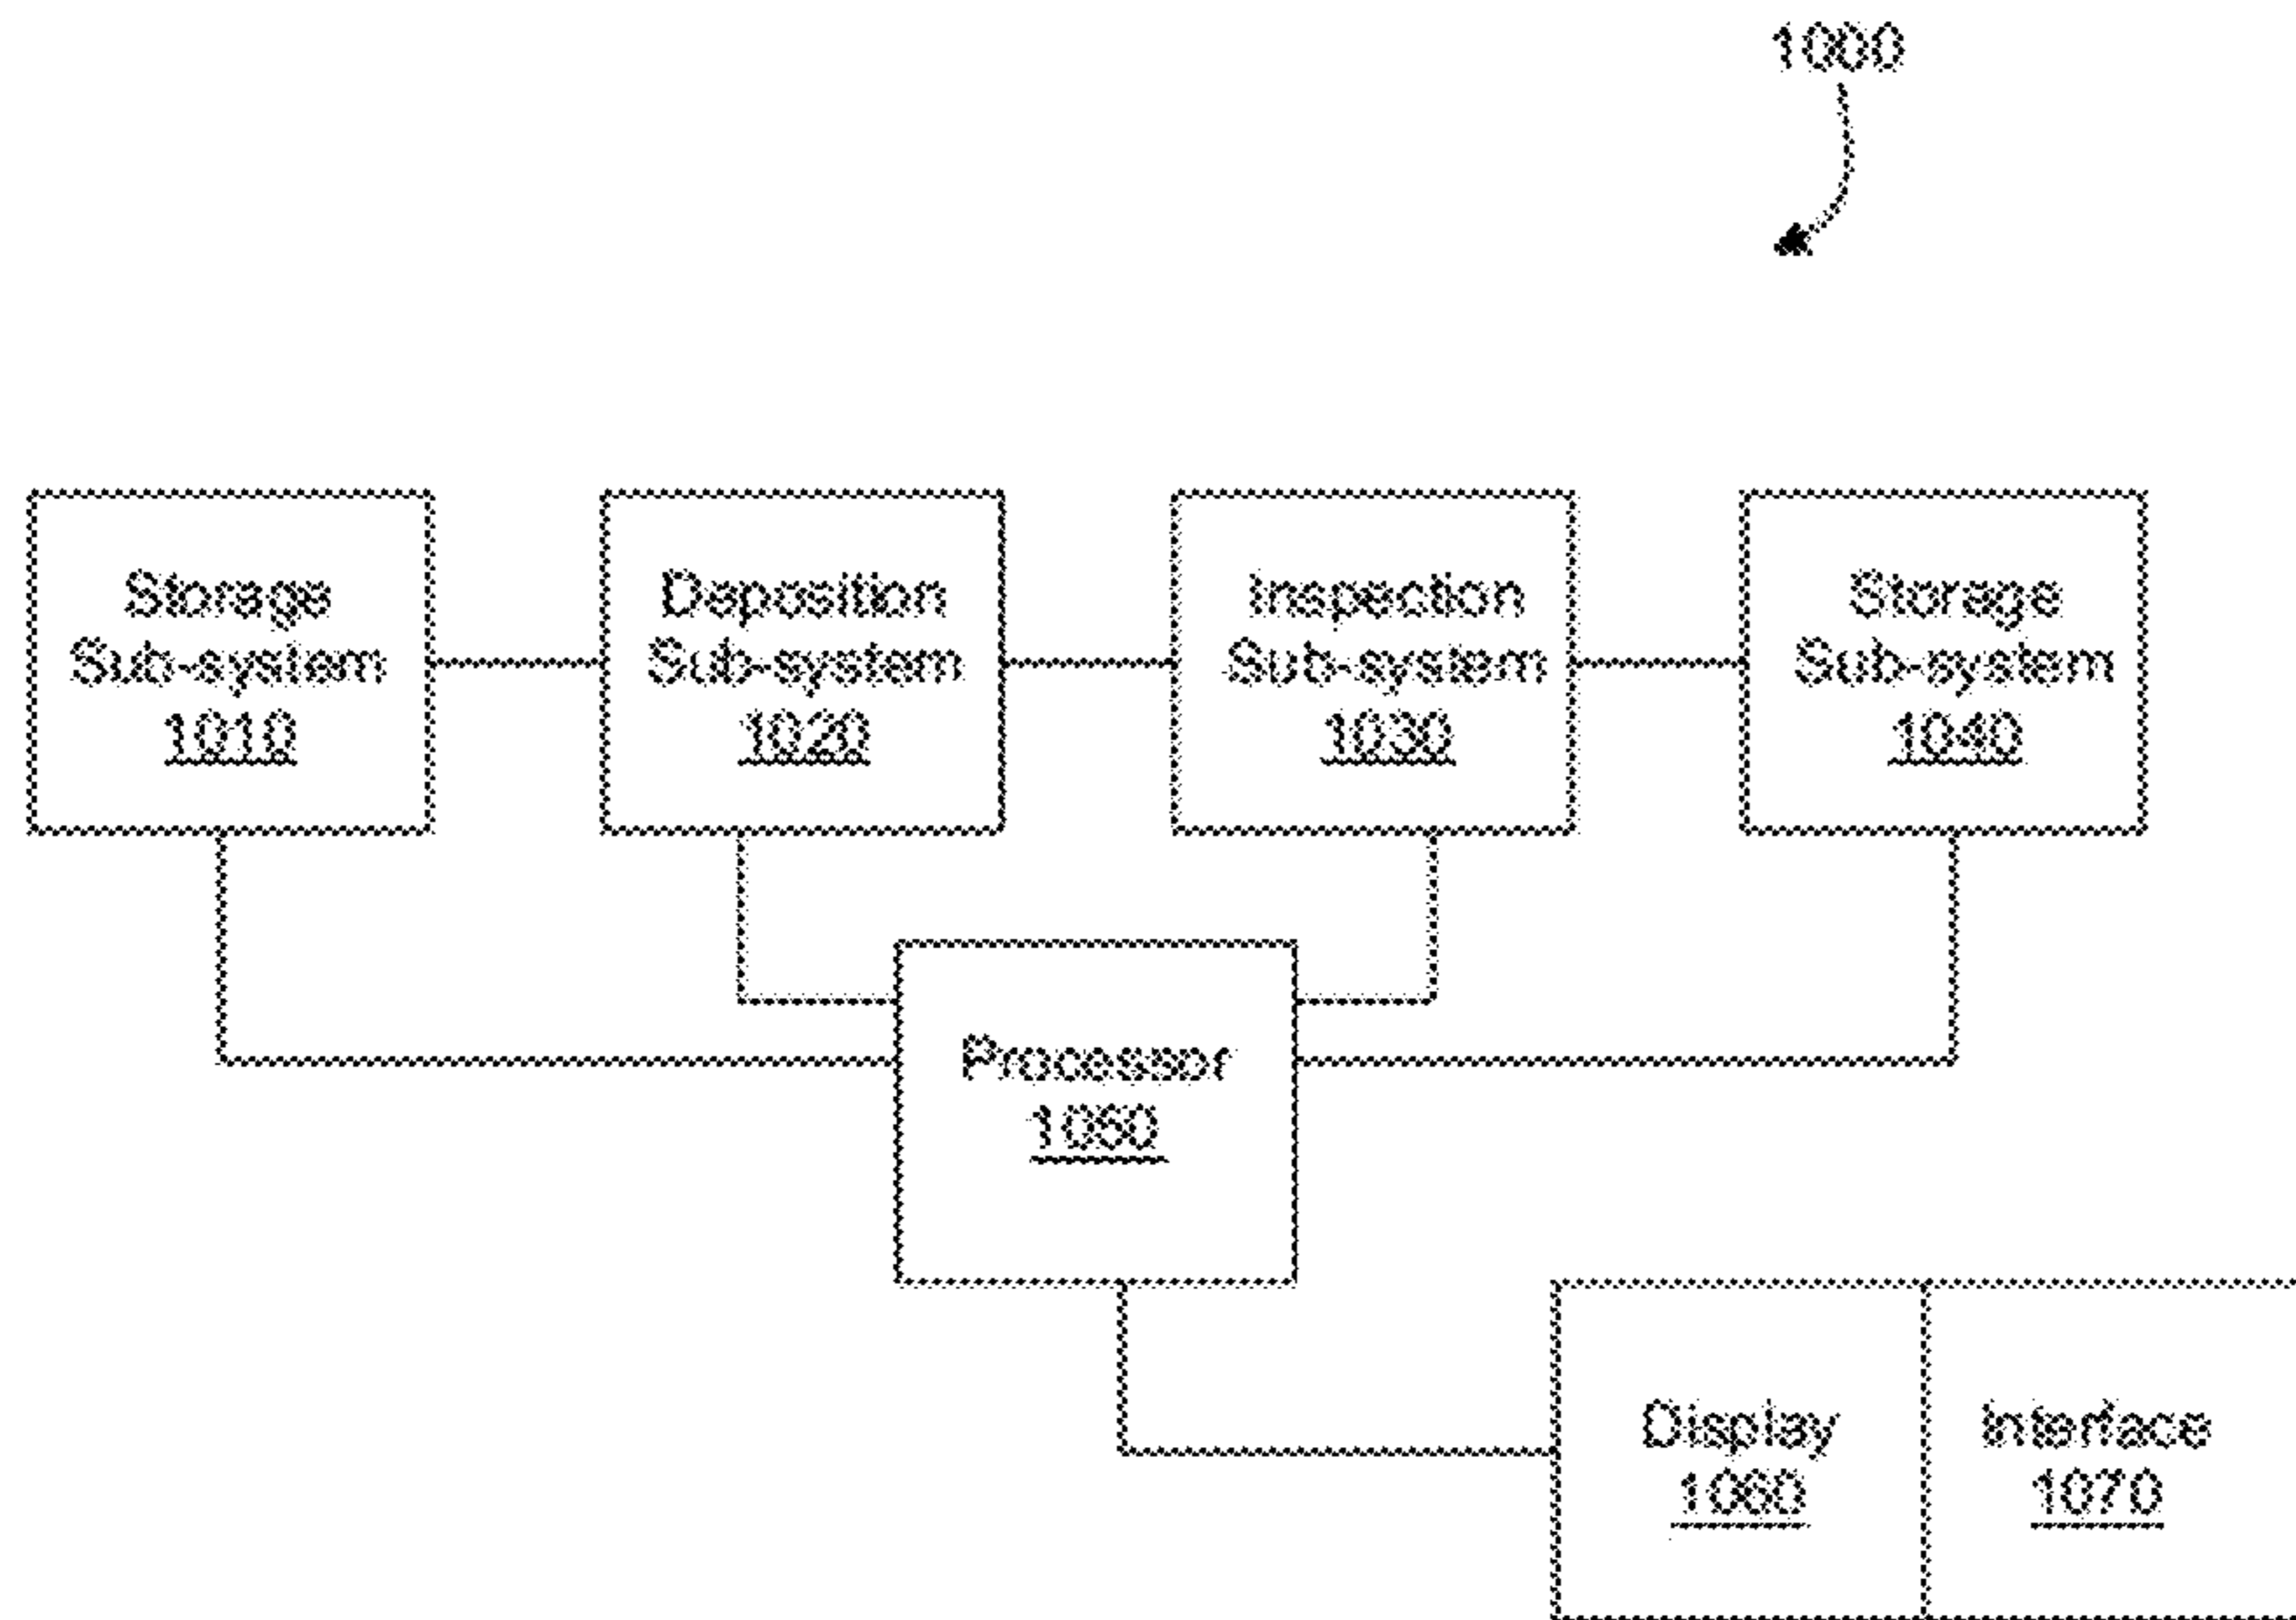 1000
Storage
Sub-system
1010
Deposition
Sub-system
1020
Inspection
Sub-system
1030
Storage
Sub-system
1040
Processor
1050
Display
1060
Interface
1070